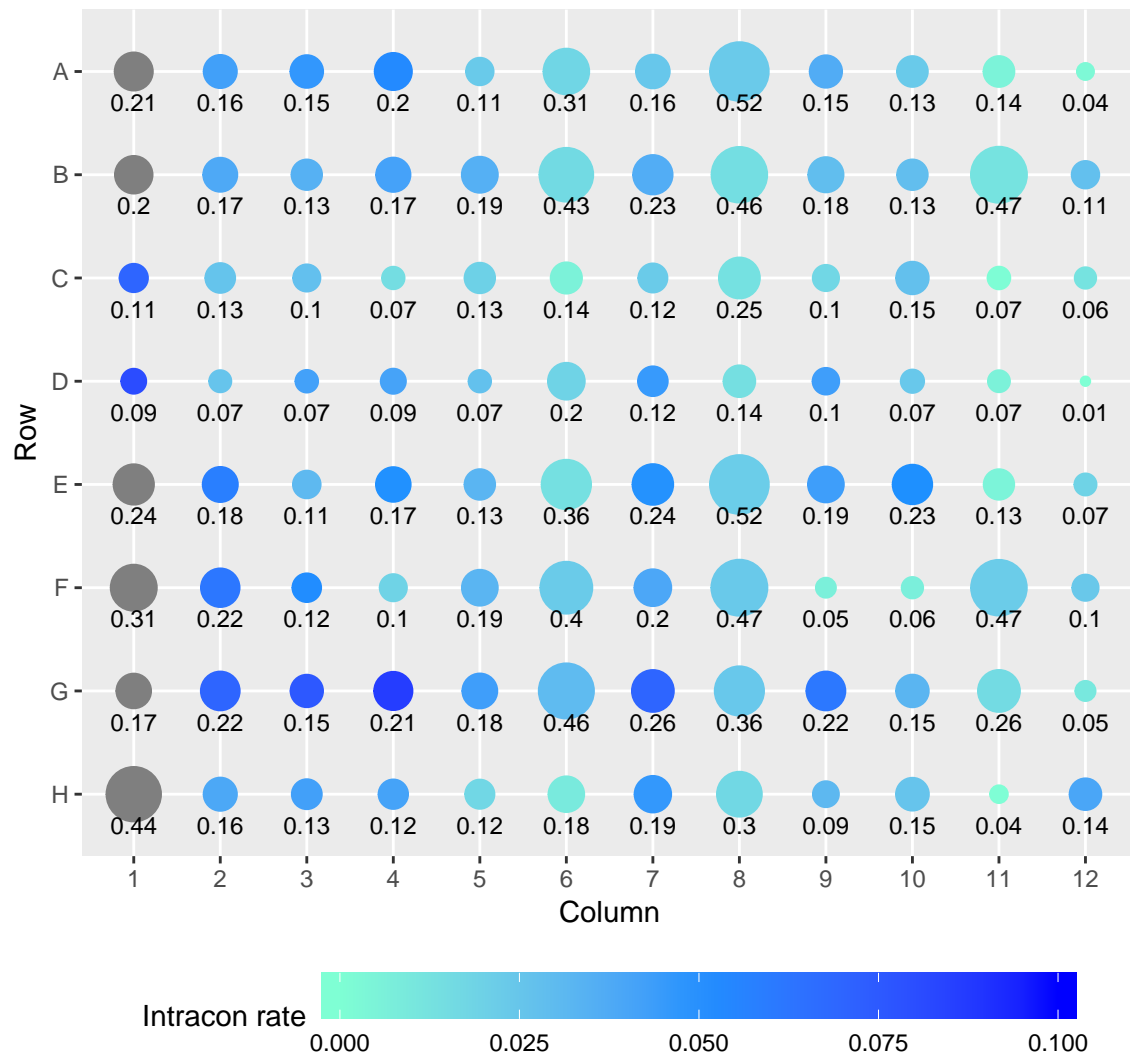 A
0.21 0.16 0.15 0.2 0.11 0.31 0.16 0.52 0.15 0.13 0.14 0.04
B
0.2 0.17 0.13 0.17 0.19 0.43 0.23 0.46 0.18 0.13 0.47 0.11
C
0.11 0.13 0.1 0.07 0.13 0.14 0.12 0.25 0.1 0.15 0.07 0.06
D
0.09 0.07 0.07 0.09 0.07 0.2 0.12 0.14 0.1 0.07 0.07 0.01
Row
E
0.24 0.18 0.11 0.17 0.13 0.36 0.24 0.52 0.19 0.23 0.13 0.07
F
0.31 0.22 0.12 0.1 0.19 0.4 0.2 0.47 0.05 0.06 0.47 0.1
G
0.17 0.22 0.15 0.21 0.18 0.46 0.26 0.36 0.22 0.15 0.26 0.05
H
0.44 0.16 0.13 0.12 0.12 0.18 0.19 0.3 0.09 0.15 0.04 0.14
1 2 3 4 5 6 7 8 9 10 11 12
Column
Intracon rate
0.000 0.025 0.050 0.075 0.100